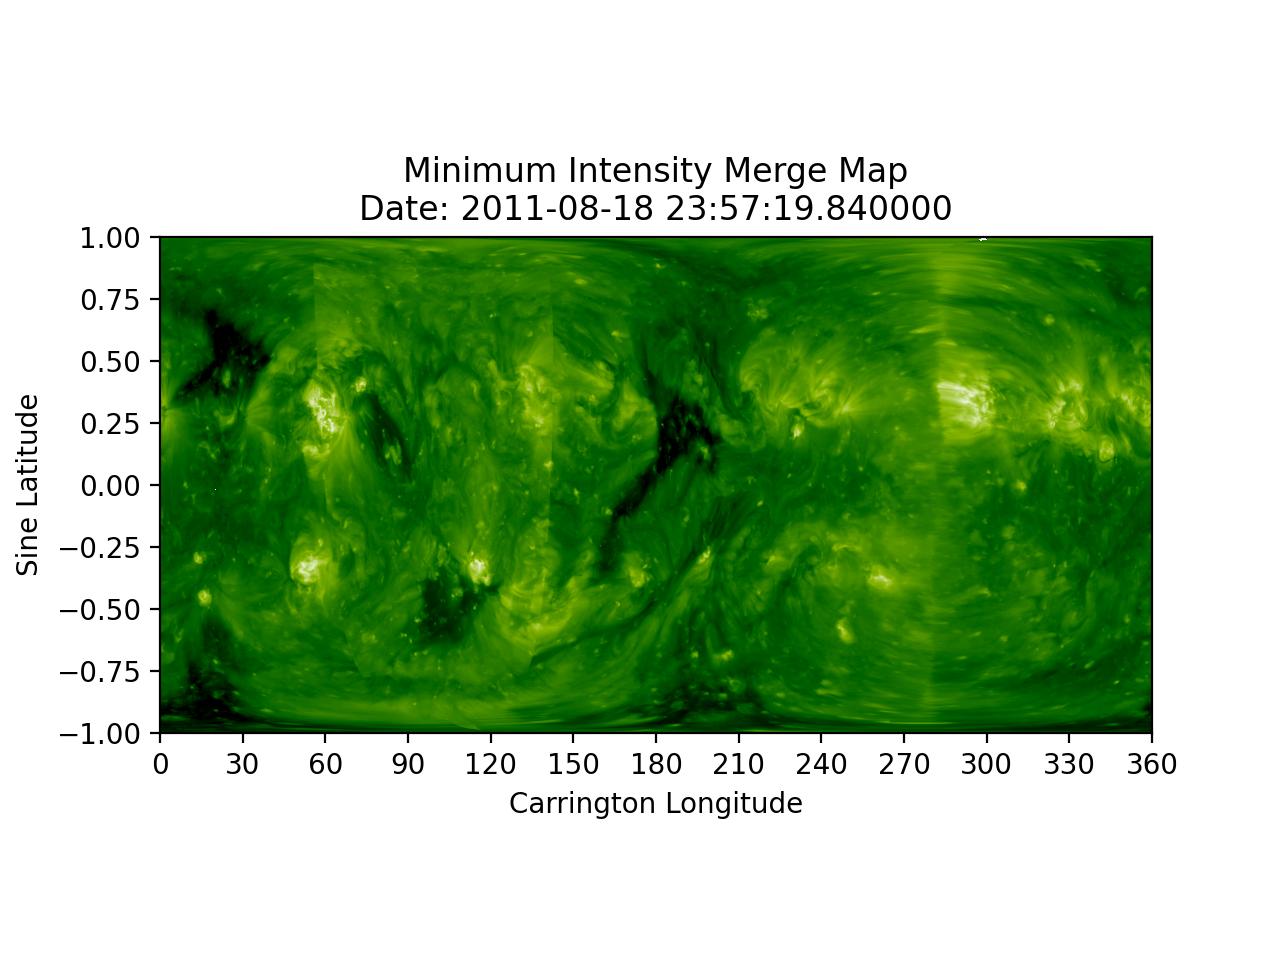 Minimum Intensity Merge Map
Date: 2011-08-18 23:57:19.840000
1.00
0.75
0.50
0.25
0.00
−0.25
−0.50
−0.75
−1.00
Sine Latitude
0 30 60 90 120 150 180 210 240 270 300 330 360
Carrington Longitude